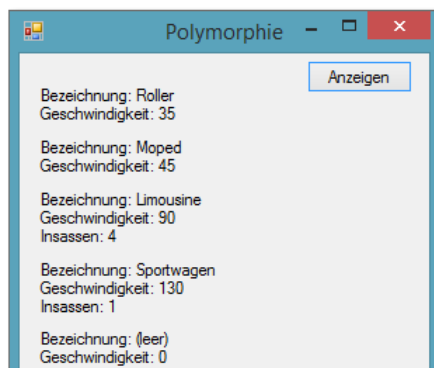 Polymorphie
Anzeigen
Bezeichnung: Roller
Geschwindigkeit: 35
Bezeichnung: Moped
Geschwindigkeit: 45
Bezeichnung: Limousine
Geschwindigkeit: 90
Insassen: 4
Bezeichnung: Sportwagen
Geschwindigkeit: 130
Insassen: 1
Bezeichnung: (leer)
Geschwindigkeit: 0